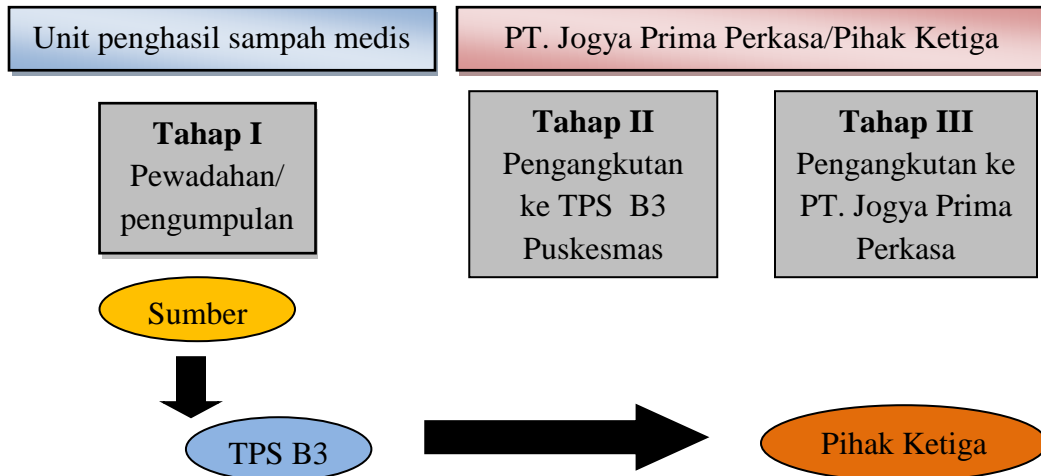 Unit penghasil sampah medis
PT. Jogya Prima Perkasa/Pihak Ketiga
Tahap I
Pewadahan/
pengumpulan
Tahap II
Pengangkutan
ke TPS B3
Puskesmas
Tahap III
Pengangkutan ke
PT. Jogya Prima
Perkasa
Sumber
TPS B3
Pihak Ketiga